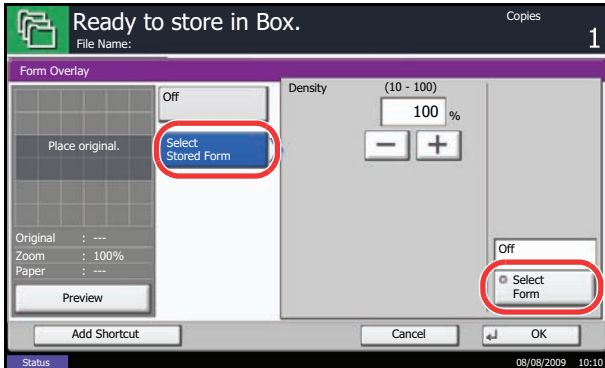 Ready to store in Box.
File Name:
Copies
1
Form Overlay
Place original.
Original : ---
Zoom : 100%
Paper : ---
Preview
Off
Select
Stored Form
Density
(10 - 100)
100 %
Off
Select
Form
Add Shortcut
Cancel
OK
Status
08/08/2009 10:10